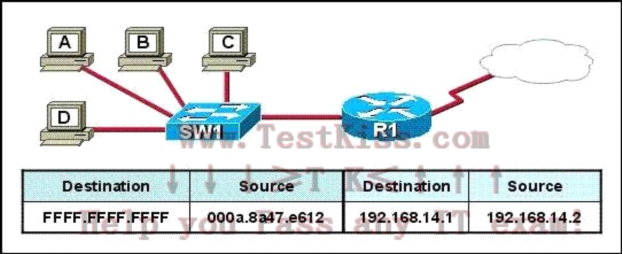 A
B
C
D
SW1
R1
www.TestKiss.com
↓ ↓ ↓ ≥T K< ↑ ↑ ↑
Destination Source Destination Source
FFFF.FFFF.FFFF 000a.8a47.e612 192.168.14.1 192.168.14.2
help you Pass any IT exam!